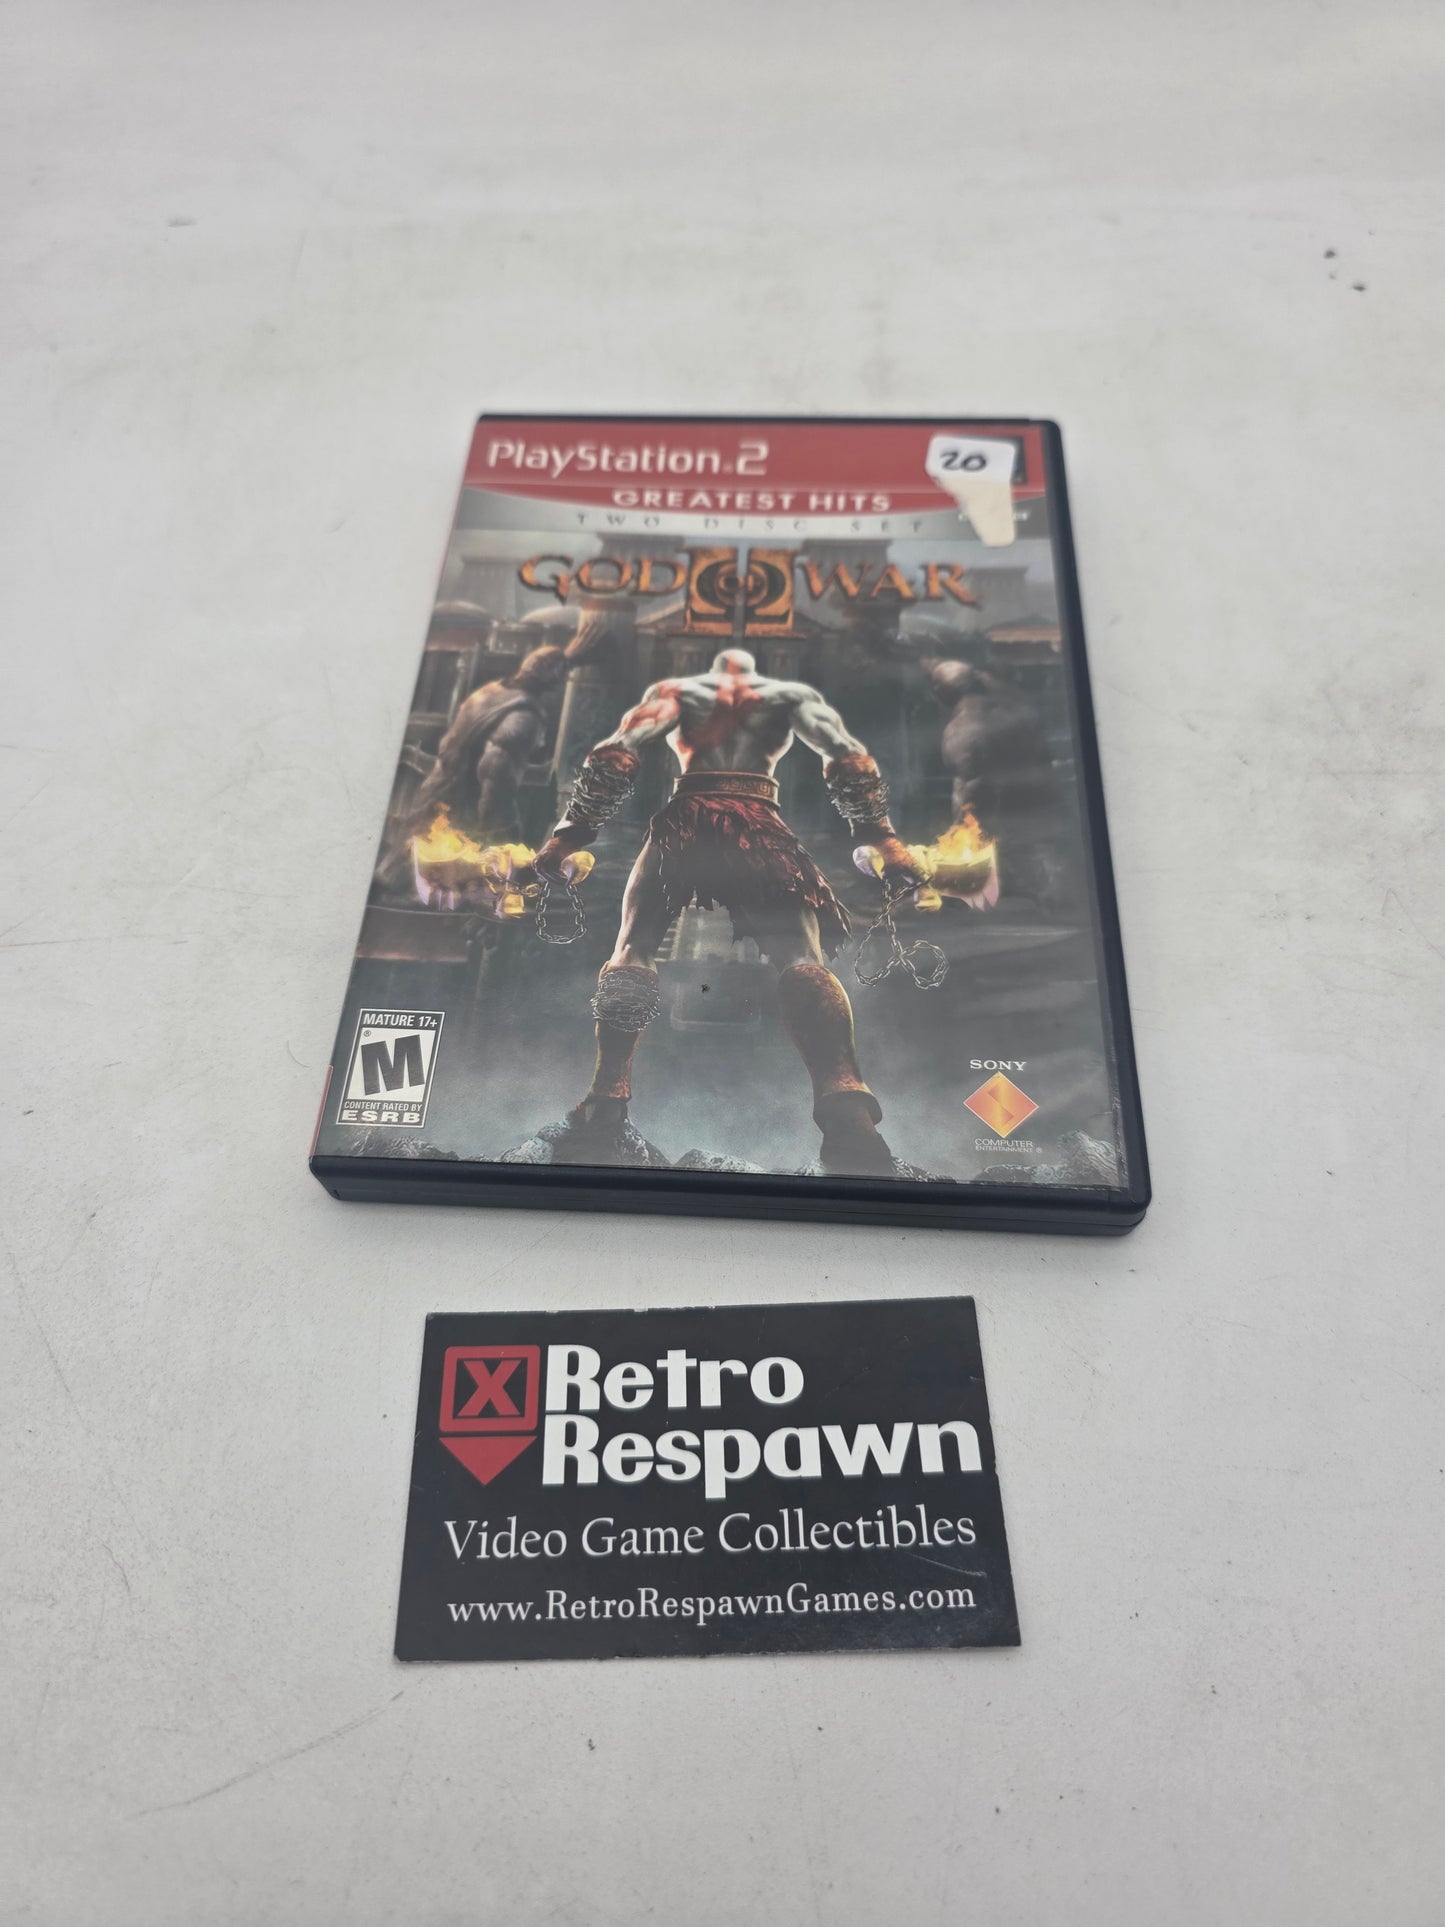 PlayStation.2
20
GREATEST HITS
TWO DISC SET
GOD OF WAR
II
MATURE 17+
M
®
CONTENT RATED BY
ESRB
SONY
COMPUTER
ENTERTAINMENT ®
X Retro
Respawn
Video Game Collectibles
www.RetroRespawnGames.com